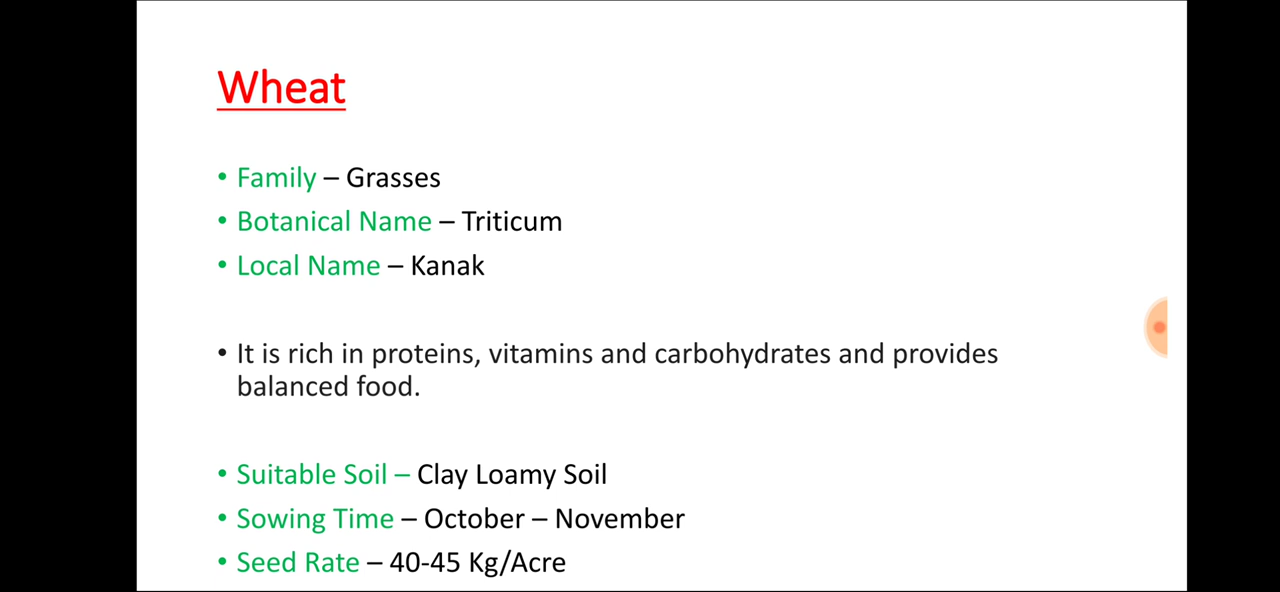 Wheat
• Family – Grasses
• Botanical Name – Triticum
• Local Name – Kanak
• It is rich in proteins, vitamins and carbohydrates and provides
balanced food.
• Suitable Soil – Clay Loamy Soil
• Sowing Time – October – November
• Seed Rate – 40-45 Kg/Acre